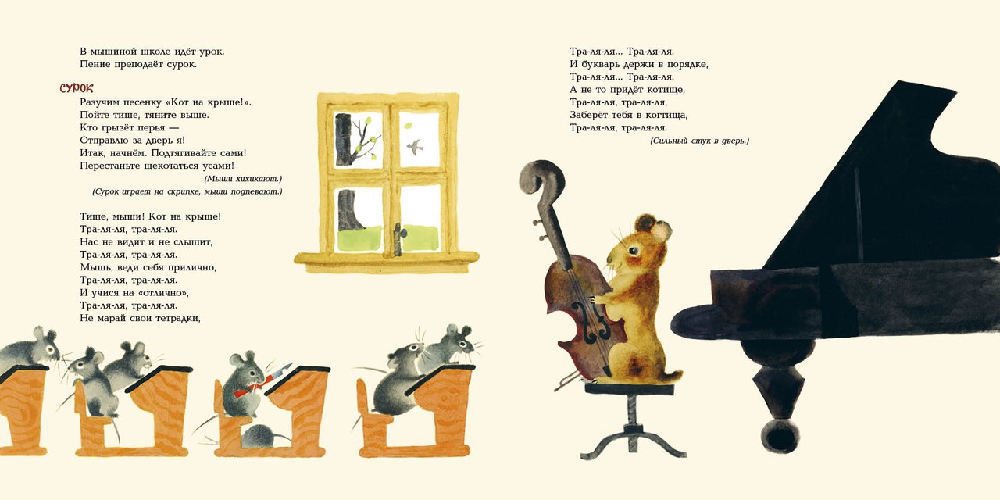 В мышиной школе идёт урок.
Пение преподаёт сурок.
СУРОК
Разучим песенку «Кот на крыше!».
Пойте тише, тяните выше.
Кто грызёт перья —
Отправлю за дверь я!
Итак, начнём. Подтягивайте сами!
Перестаньте щекотаться усами!
(Мыши хихикают.)
(Сурок играет на скрипке, мыши подпевают.)
Тише, мыши! Кот на крыше!
Тра-ля-ля, тра-ля-ля.
Нас не видит и не слышит,
Тра-ля-ля, тра-ля-ля.
Мышь, веди себя прилично,
Тра-ля-ля, тра-ля-ля.
И учися на «отлично»,
Тра-ля-ля, тра-ля-ля.
Не марай свои тетрадки,
Тра-ля-ля... Тра-ля-ля.
И букварь держи в порядке,
Тра-ля-ля... Тра-ля-ля.
А не то придёт котище,
Тра-ля-ля, тра-ля-ля,
Заберёт тебя в когтища,
Тра-ля-ля, тра-ля-ля.
(Сильный стук в дверь.)